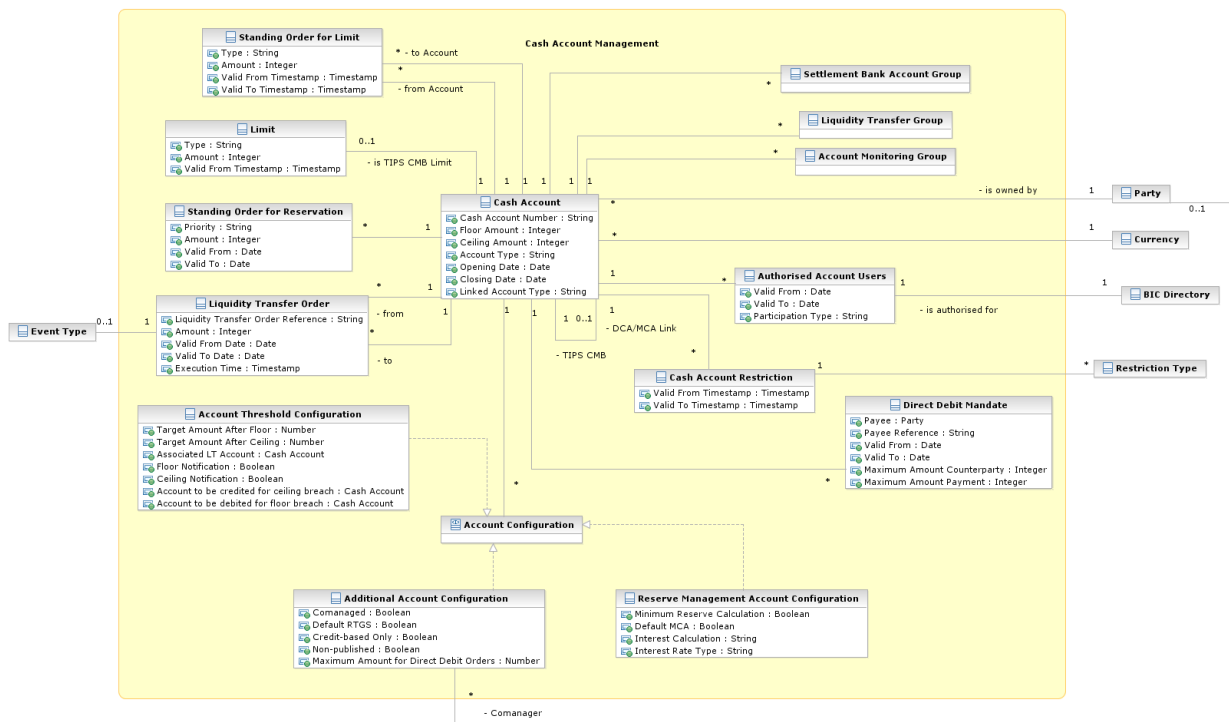 Cash Account Management
Standing Order for Limit
Type : String
Amount : Integer
Valid From Timestamp : Timestamp
Valid To Timestamp : Timestamp
* - to Account
*
- from Account
Settlement Bank Account Group
*
Liquidity Transfer Group
*
Account Monitoring Group
*
Limit
Type : String
Amount : Integer
Valid From Timestamp : Timestamp
0..1
- is TIPS CMB Limit
1
1
1
1
1
1
Cash Account
Cash Account Number : String
Floor Amount : Integer
Ceiling Amount : Integer
Account Type : String
Opening Date : Date
Closing Date : Date
Linked Account Type : String
- is owned by
*
1
Party
0..1
*
1
Currency
Standing Order for Reservation
Priority : String
Amount : Integer
Valid From : Date
Valid To : Date
*
1
1
*
Authorised Account Users
Valid From : Date
Valid To : Date
Participation Type : String
1
1
- is authorised for
BIC Directory
Event Type
0..1
1
Liquidity Transfer Order
Liquidity Transfer Order Reference : String
Amount : Integer
Valid From Date : Date
Valid To Date : Date
Execution Time : Timestamp
*
1
- from
*
1
- to
1
1
1
0..1
1
- DCA/MCA Link
- TIPS CMB
*
Cash Account Restriction
Valid From Timestamp : Timestamp
Valid To Timestamp : Timestamp
1
*
Restriction Type
Direct Debit Mandate
Payee : Party
Payee Reference : String
Valid From : Date
Valid To : Date
Maximum Amount Counterparty : Integer
Maximum Amount Payment : Integer
*
Account Threshold Configuration
Target Amount After Floor : Number
Target Amount After Ceiling : Number
Associated LT Account : Cash Account
Floor Notification : Boolean
Ceiling Notification : Boolean
Account to be credited for ceiling breach : Cash Account
Account to be debited for floor breach : Cash Account
*
Account Configuration
Additional Account Configuration
Comanaged : Boolean
Default RTGS : Boolean
Credit-based Only : Boolean
Non-published : Boolean
Maximum Amount for Direct Debit Orders : Number
Reserve Management Account Configuration
Minimum Reserve Calculation : Boolean
Default MCA : Boolean
Interest Calculation : String
Interest Rate Type : String
*
- Comanager